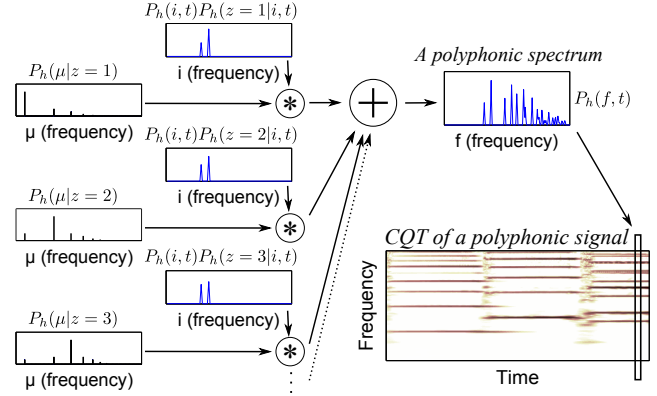 P_h(i,t)P_h(z=1|i,t)
i (frequency)
P_h(μ|z=1)
μ (frequency)
*
+
A polyphonic spectrum
P_h(f,t)
f (frequency)
P_h(i,t)P_h(z=2|i,t)
i (frequency)
P_h(μ|z=2)
μ (frequency)
*
P_h(i,t)P_h(z=3|i,t)
i (frequency)
P_h(μ|z=3)
μ (frequency)
*
CQT of a polyphonic signal
Frequency
Time